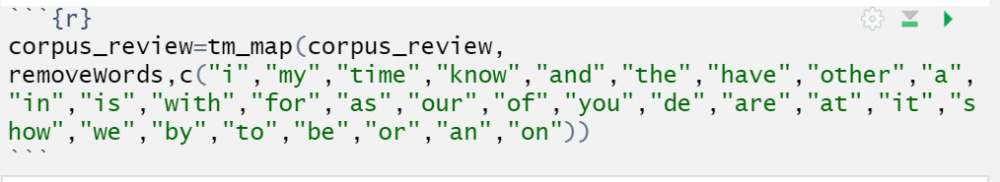 ```{r}
corpus_review=tm_map(corpus_review,
removeWords,c("i","my","time","know","and","the","have","other","a",
"in","is","with","for","as","our","of","you","de","are","at","it","s
how","we","by","to","be","or","an","on"))
```